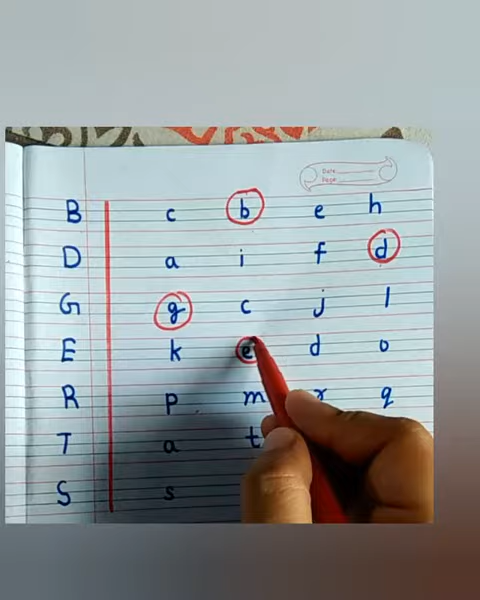 Date:
Page:
B c b e h
D a i f d
G g c j l
E k e d o
R p m r q
T a t
S s